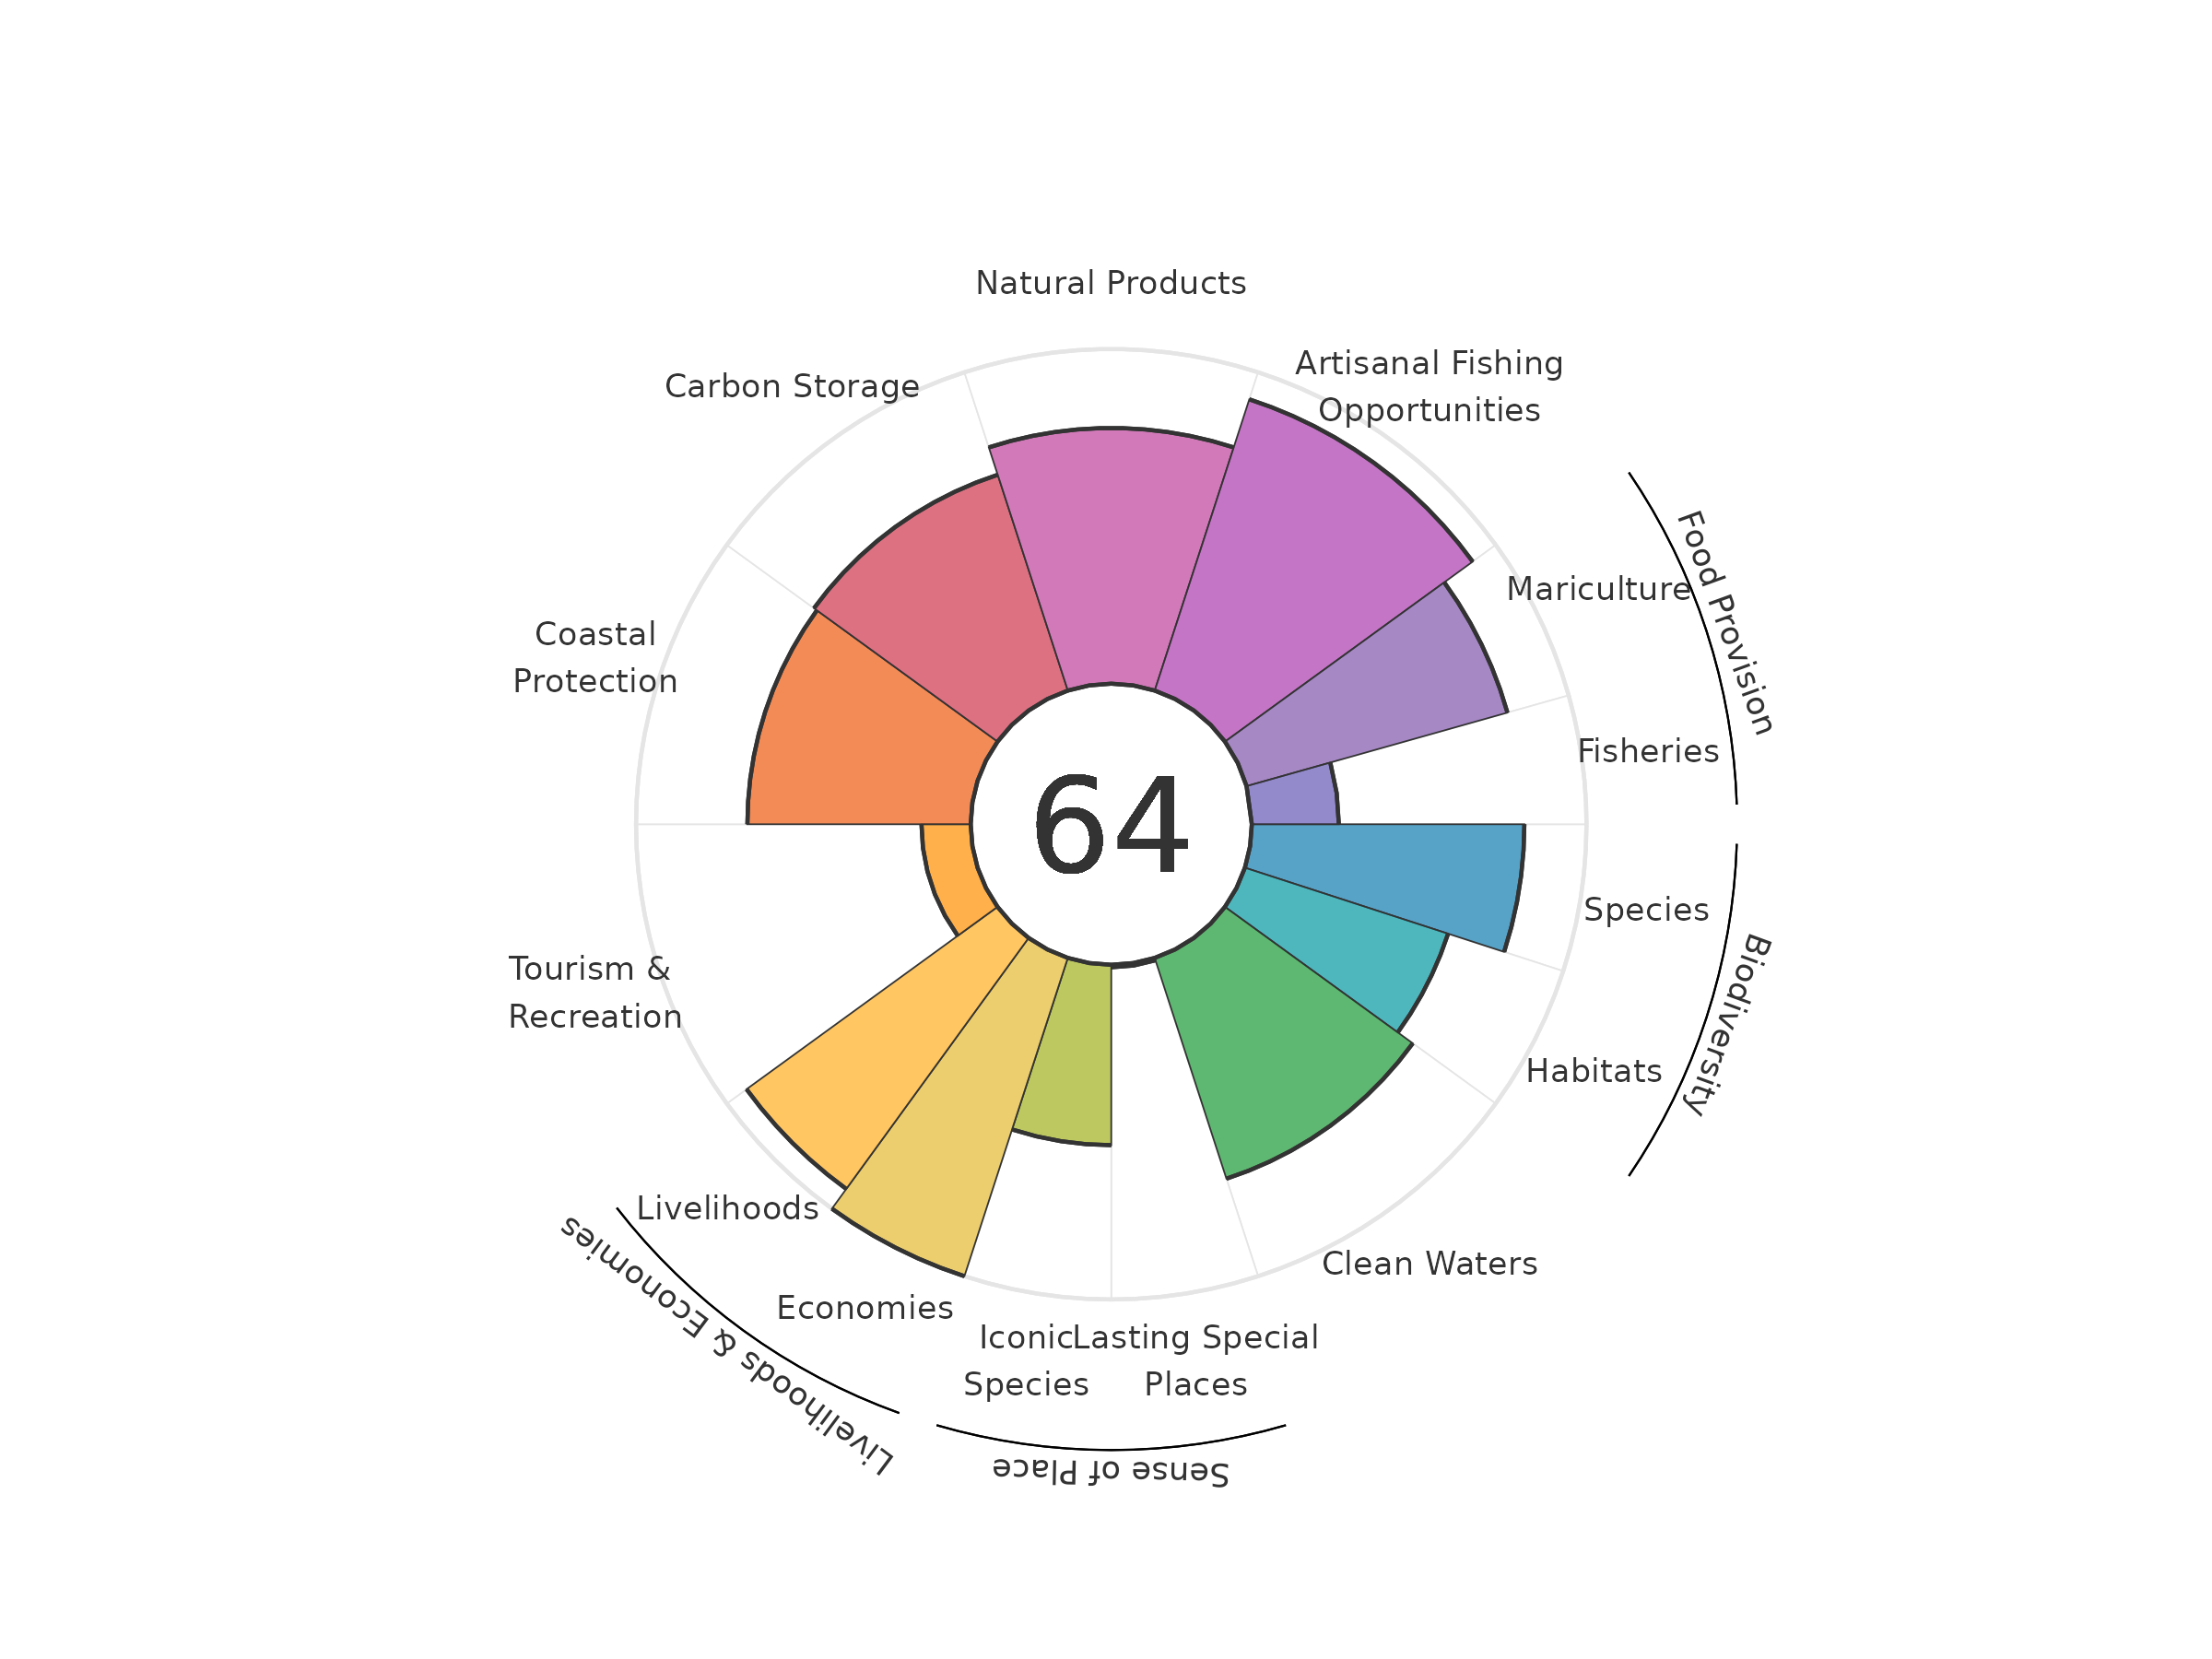 Natural Products
Artisanal Fishing
Opportunities
Carbon Storage
Mariculture
Food Provision
Coastal
Protection
Fisheries
64
Species
Biodiversity
Tourism &
Recreation
Habitats
Livelihoods
Clean Waters
Economies
Livelihoods & Economies
Iconic
Species
Lasting Special
Places
Sense of Place